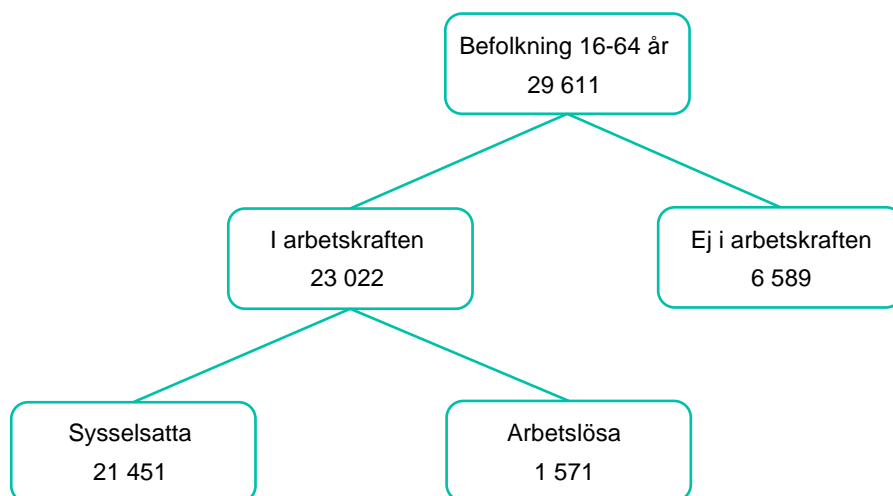 Befolkning 16-64 år
29 611
I arbetskraften
23 022
Ej i arbetskraften
6 589
Sysselsatta
21 451
Arbetslösa
1 571